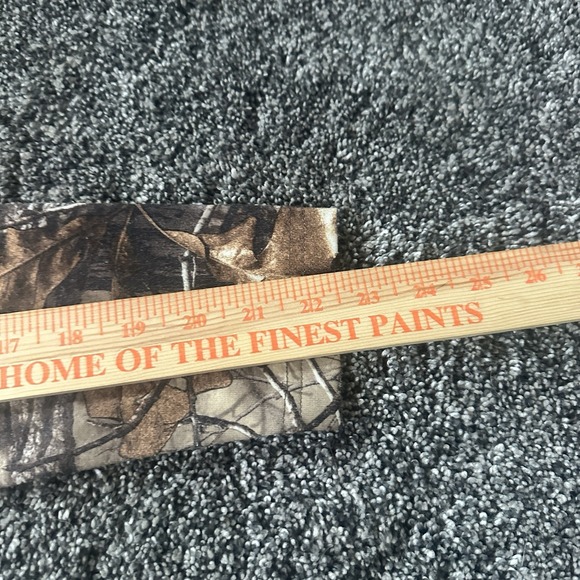 17 18 19 20 21 22 23 24 25 26
HOME OF THE FINEST PAINTS